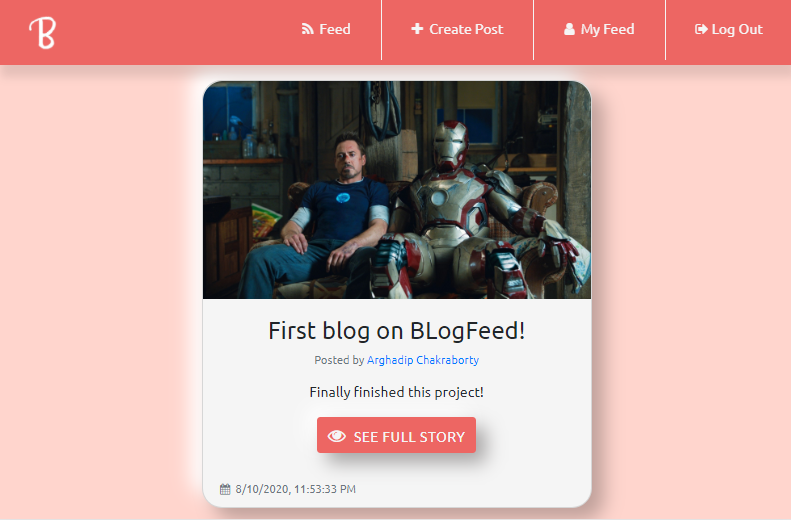 B
Feed
Create Post
My Feed
Log Out
First blog on BLogFeed!
Posted by Arghadip Chakraborty
Finally finished this project!
SEE FULL STORY
8/10/2020, 11:53:33 PM